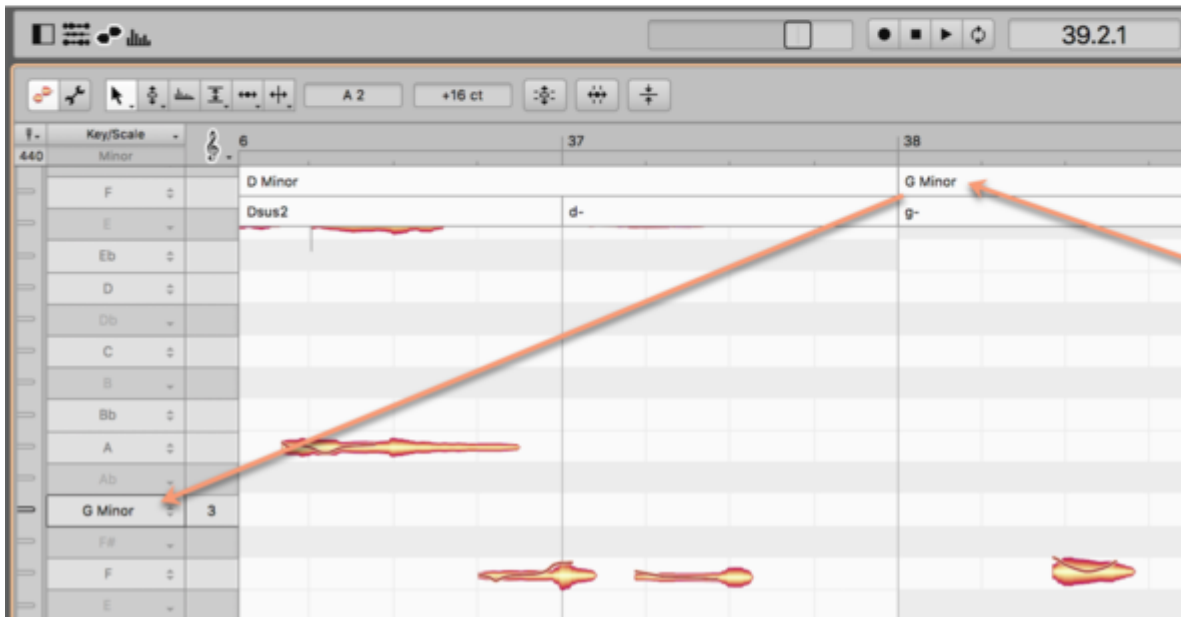 39.2.1
A 2 +16 ct
Key/Scale 6 37 38
440 Minor
D Minor G Minor
Dsus2 d- g-
F
E
Eb
D
Db
C
B
Bb
A
Ab
G Minor 3
F#
F
E